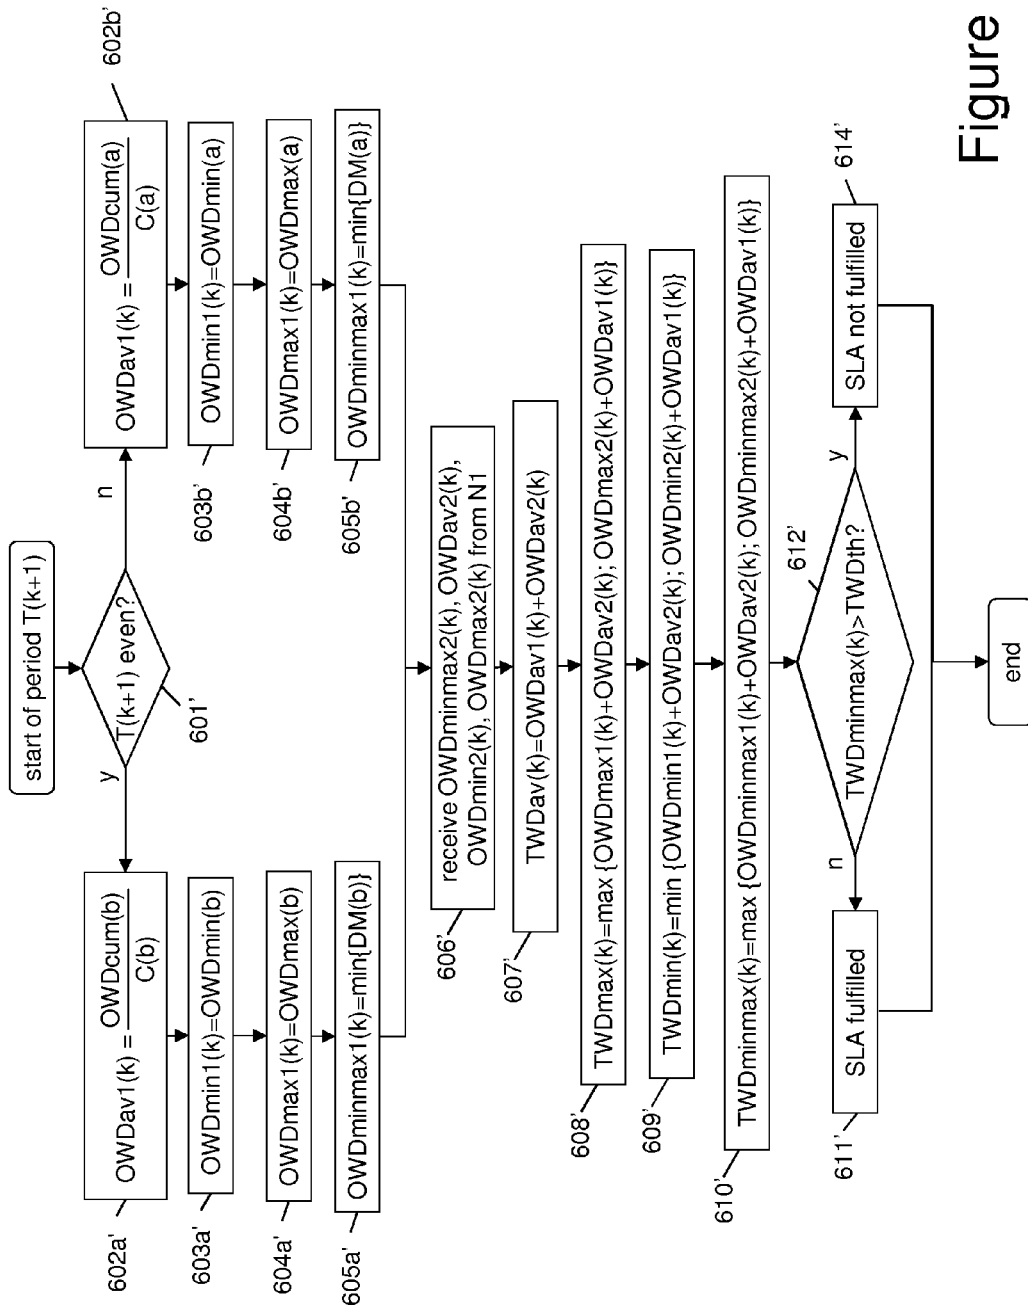 start of period T(k+1)
T(k+1) even?
601'
y
n
OWDav1(k) = OWDcum(b)
C(b)
602a'
OWDmin1(k)=OWDmin(b)
603a'
OWDmax1(k)=OWDmax(b)
604a'
OWDminmax1(k)=min{DM(b)}
605a'
OWDav1(k) = OWDcum(a)
C(a)
602b'
OWDmin1(k)=OWDmin(a)
603b'
OWDmax1(k)=OWDmax(a)
604b'
OWDminmax1(k)=min{DM(a)}
605b'
receive OWDminmax2(k), OWDav2(k),
OWDmin2(k), OWDmax2(k) from N1
606'
TWDav(k)=OWDav1(k)+OWDav2(k)
607'
TWDmax(k)=max {OWDmax1(k)+OWDav2(k); OWDmax2(k)+OWDav1(k)}
608'
TWDmin(k)=min {OWDmin1(k)+OWDav2(k); OWDmin2(k)+OWDav1(k)}
609'
TWDminmax(k)=max {OWDminmax1(k)+OWDav2(k); OWDminmax2(k)+OWDav1(k)}
610'
TWDminmax(k)>TWDth?
612'
n
y
SLA fulfilled
611'
SLA not fulfilled
614'
end
Figure